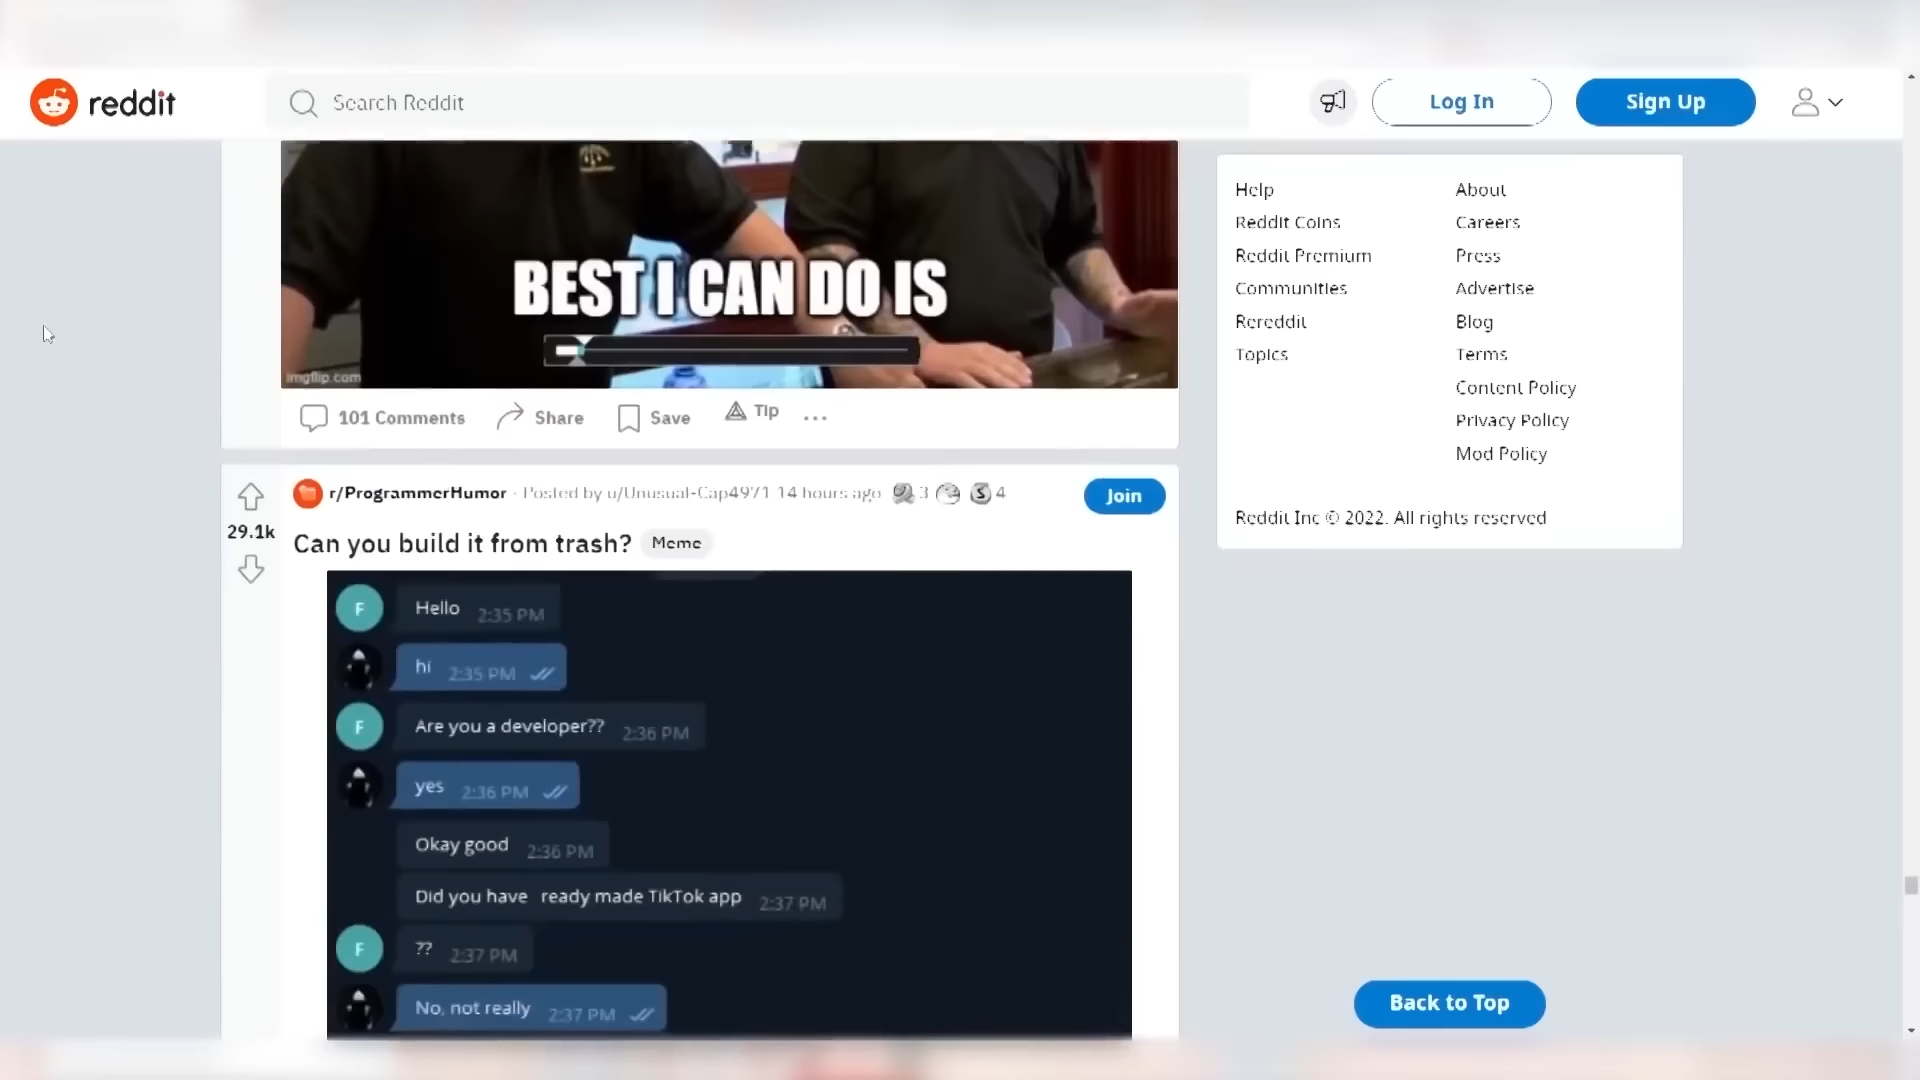 reddit
Search Reddit
Log In
Sign Up
BEST I CAN DO IS
imgflip.com
101 Comments
Share
Save
Tip
...
r/ProgrammerHumor · Posted by u/Unusual-Cap4971 14 hours ago 3 S 4
Join
29.1k
Can you build it from trash? Meme
F Hello 2:35 PM
hi 2:35 PM
F Are you a developer?? 2:36 PM
yes 2:36 PM
Okay good 2:36 PM
Did you have ready made TikTok app 2:37 PM
F ?? 2:37 PM
No, not really 2:37 PM
Help
Reddit Coins
Reddit Premium
Communities
Rereddit
Topics
About
Careers
Press
Advertise
Blog
Terms
Content Policy
Privacy Policy
Mod Policy
Reddit Inc © 2022. All rights reserved
Back to Top